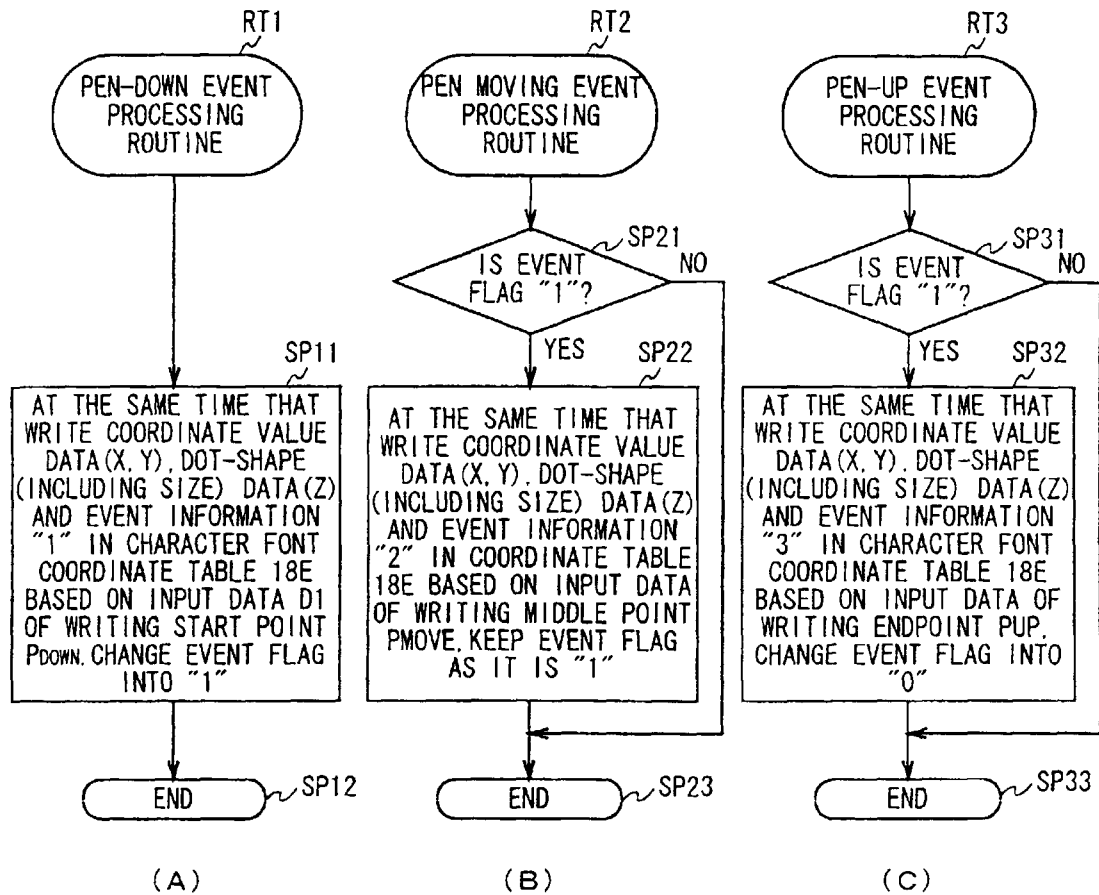 RT1
PEN-DOWN EVENT
PROCESSING
ROUTINE
SP11
AT THE SAME TIME THAT
WRITE COORDINATE VALUE
DATA(X, Y), DOT-SHAPE
(INCLUDING SIZE) DATA(Z)
AND EVENT INFORMATION
"1" IN CHARACTER FONT
COORDINATE TABLE 18E
BASED ON INPUT DATA D1
OF WRITING START POINT
PDOWN, CHANGE EVENT FLAG
INTO "1"
END
SP12
(A)
RT2
PEN MOVING EVENT
PROCESSING
ROUTINE
SP21
IS EVENT
FLAG "1"?
NO
YES
SP22
AT THE SAME TIME THAT
WRITE COORDINATE VALUE
DATA(X, Y), DOT-SHAPE
(INCLUDING SIZE) DATA(Z)
AND EVENT INFORMATION
"2" IN COORDINATE TABLE
18E BASED ON INPUT DATA
OF WRITING MIDDLE POINT
PMOVE, KEEP EVENT FLAG
AS IT IS "1"
END
SP23
(B)
RT3
PEN-UP EVENT
PROCESSING
ROUTINE
SP31
IS EVENT
FLAG "1"?
NO
YES
SP32
AT THE SAME TIME THAT
WRITE COORDINATE VALUE
DATA(X, Y), DOT-SHAPE
(INCLUDING SIZE) DATA(Z)
AND EVENT INFORMATION
"3" IN CHARACTER FONT
COORDINATE TABLE 18E
BASED ON INPUT DATA OF
WRITING ENDPOINT PUP,
CHANGE EVENT FLAG INTO
"0"
END
SP33
(C)